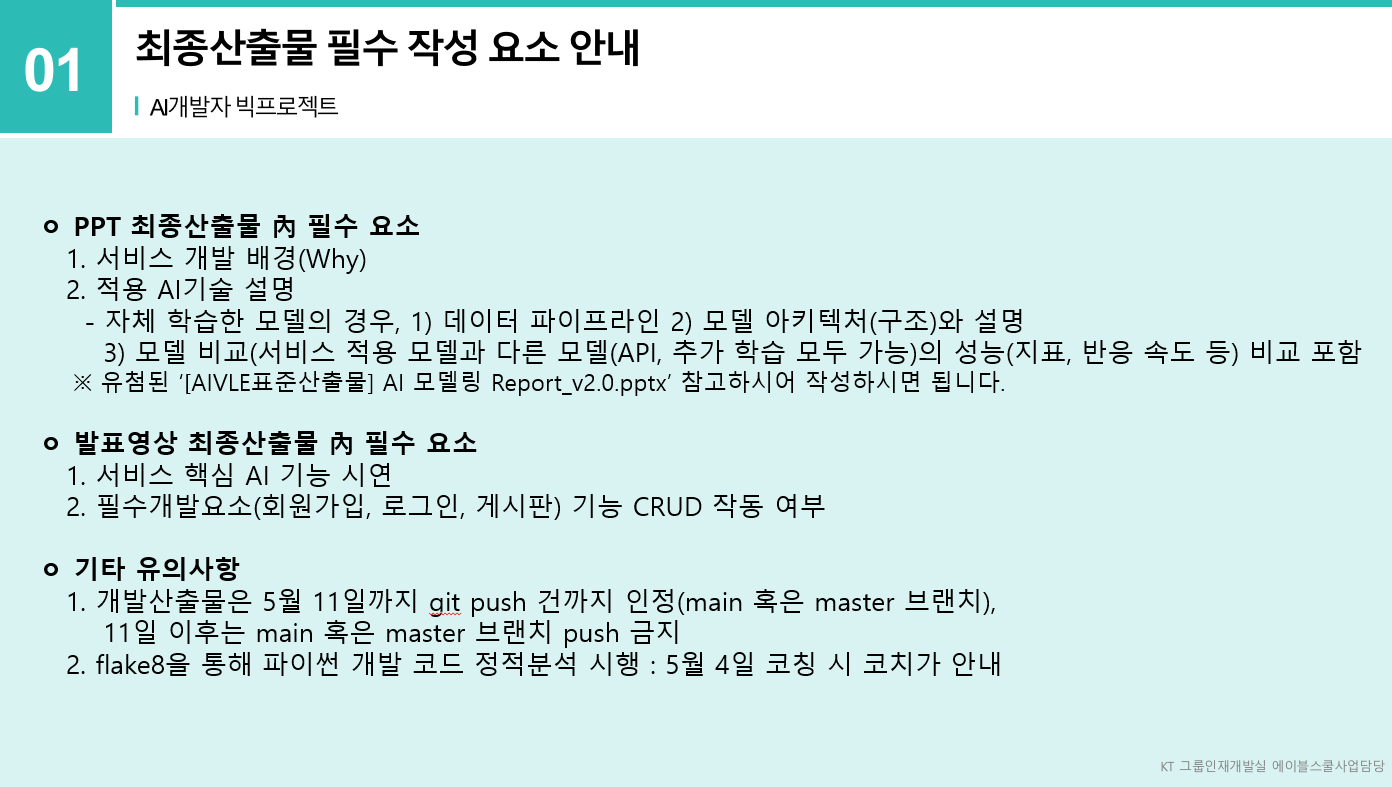 01
최종산출물 필수 작성 요소 안내
AI개발자 빅프로젝트
ㅇ PPT 최종산출물 內 필수 요소
1. 서비스 개발 배경(Why)
2. 적용 AI기술 설명
- 자체 학습한 모델의 경우, 1) 데이터 파이프라인 2) 모델 아키텍처(구조)와 설명
3) 모델 비교(서비스 적용 모델과 다른 모델(API, 추가 학습 모두 가능)의 성능(지표, 반응 속도 등) 비교 포함
※ 유첨된 ‘[AIVLE표준산출물] AI 모델링 Report_v2.0.pptx’ 참고하시어 작성하시면 됩니다.
ㅇ 발표영상 최종산출물 內 필수 요소
1. 서비스 핵심 AI 기능 시연
2. 필수개발요소(회원가입, 로그인, 게시판) 기능 CRUD 작동 여부
ㅇ 기타 유의사항
1. 개발산출물은 5월 11일까지 git push 건까지 인정(main 혹은 master 브랜치),
11일 이후는 main 혹은 master 브랜치 push 금지
2. flake8을 통해 파이썬 개발 코드 정적분석 시행 : 5월 4일 코칭 시 코치가 안내
KT 그룹인재개발실 에이블스쿨사업담당